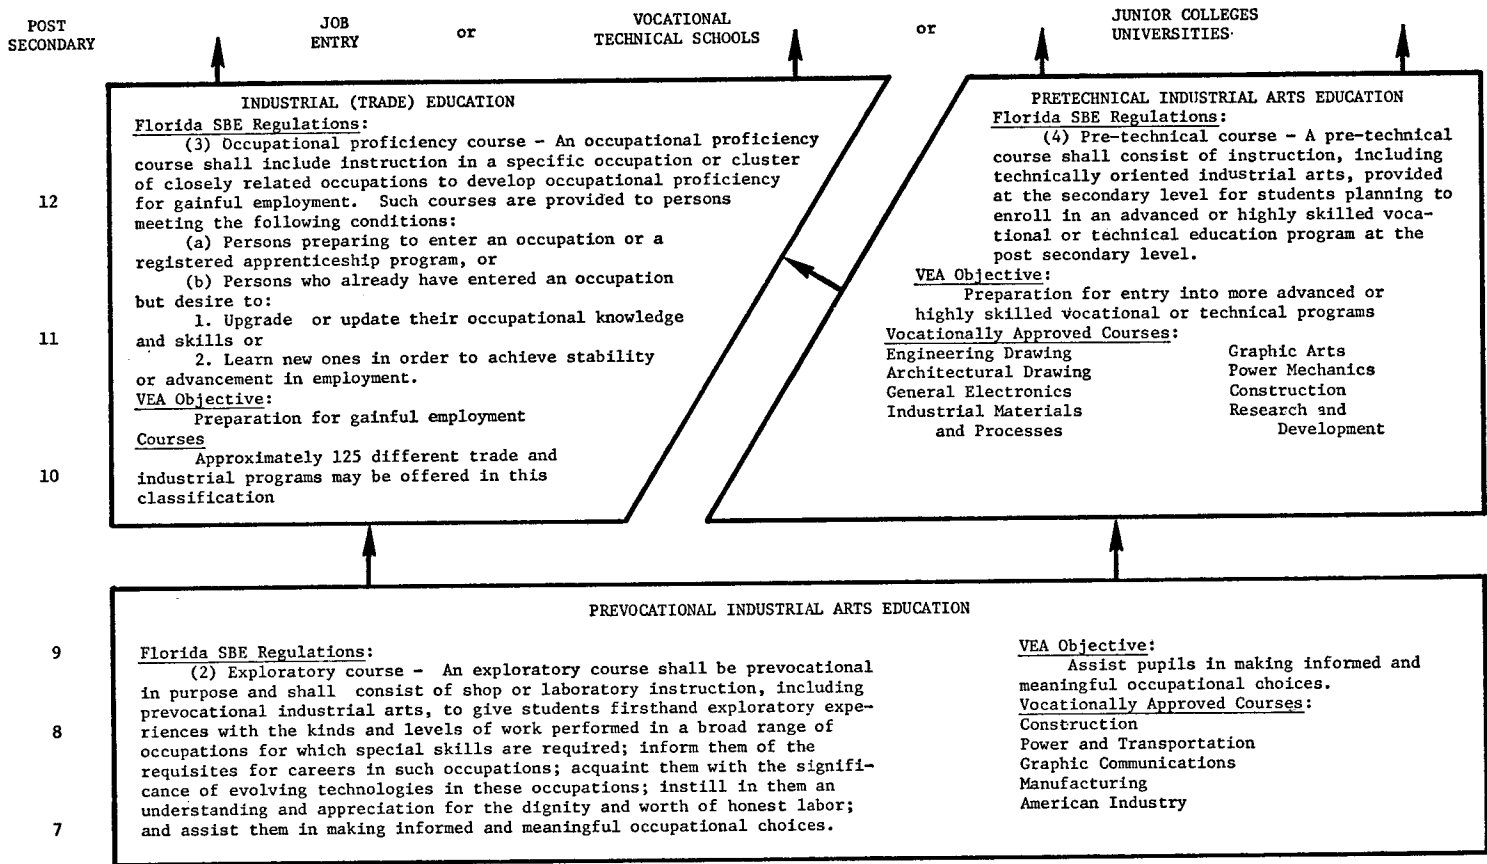 POST
SECONDARY
JOB
ENTRY
or
VOCATIONAL
TECHNICAL SCHOOLS
or
JUNIOR COLLEGES
UNIVERSITIES
INDUSTRIAL (TRADE) EDUCATION
Florida SBE Regulations:
(3) Occupational proficiency course - An occupational proficiency
course shall include instruction in a specific occupation or cluster
of closely related occupations to develop occupational proficiency
for gainful employment. Such courses are provided to persons
meeting the following conditions:
(a) Persons preparing to enter an occupation or a
registered apprenticeship program, or
(b) Persons who already have entered an occupation
but desire to:
1. Upgrade or update their occupational knowledge
and skills or
2. Learn new ones in order to achieve stability
or advancement in employment.
VEA Objective:
Preparation for gainful employment
Courses
Approximately 125 different trade and
industrial programs may be offered in this
classification
PRETECHNICAL INDUSTRIAL ARTS EDUCATION
Florida SBE Regulations:
(4) Pre-technical course - A pre-technical
course shall consist of instruction, including
technically oriented industrial arts, provided
at the secondary level for students planning to
enroll in an advanced or highly skilled voca-
tional or technical education program at the
post secondary level.
VEA Objective:
Preparation for entry into more advanced or
highly skilled vocational or technical programs
Vocationally Approved Courses:
Engineering Drawing
Architectural Drawing
General Electronics
Industrial Materials
and Processes
Graphic Arts
Power Mechanics
Construction
Research and
Development
12
11
10
PREVOCATIONAL INDUSTRIAL ARTS EDUCATION
Florida SBE Regulations:
(2) Exploratory course - An exploratory course shall be prevocational
in purpose and shall consist of shop or laboratory instruction, including
prevocational industrial arts, to give students firsthand exploratory expe-
riences with the kinds and levels of work performed in a broad range of
occupations for which special skills are required; inform them of the
requisites for careers in such occupations; acquaint them with the signifi-
cance of evolving technologies in these occupations; instill in them an
understanding and appreciation for the dignity and worth of honest labor;
and assist them in making informed and meaningful occupational choices.
VEA Objective:
Assist pupils in making informed and
meaningful occupational choices.
Vocationally Approved Courses:
Construction
Power and Transportation
Graphic Communications
Manufacturing
American Industry
9
8
7